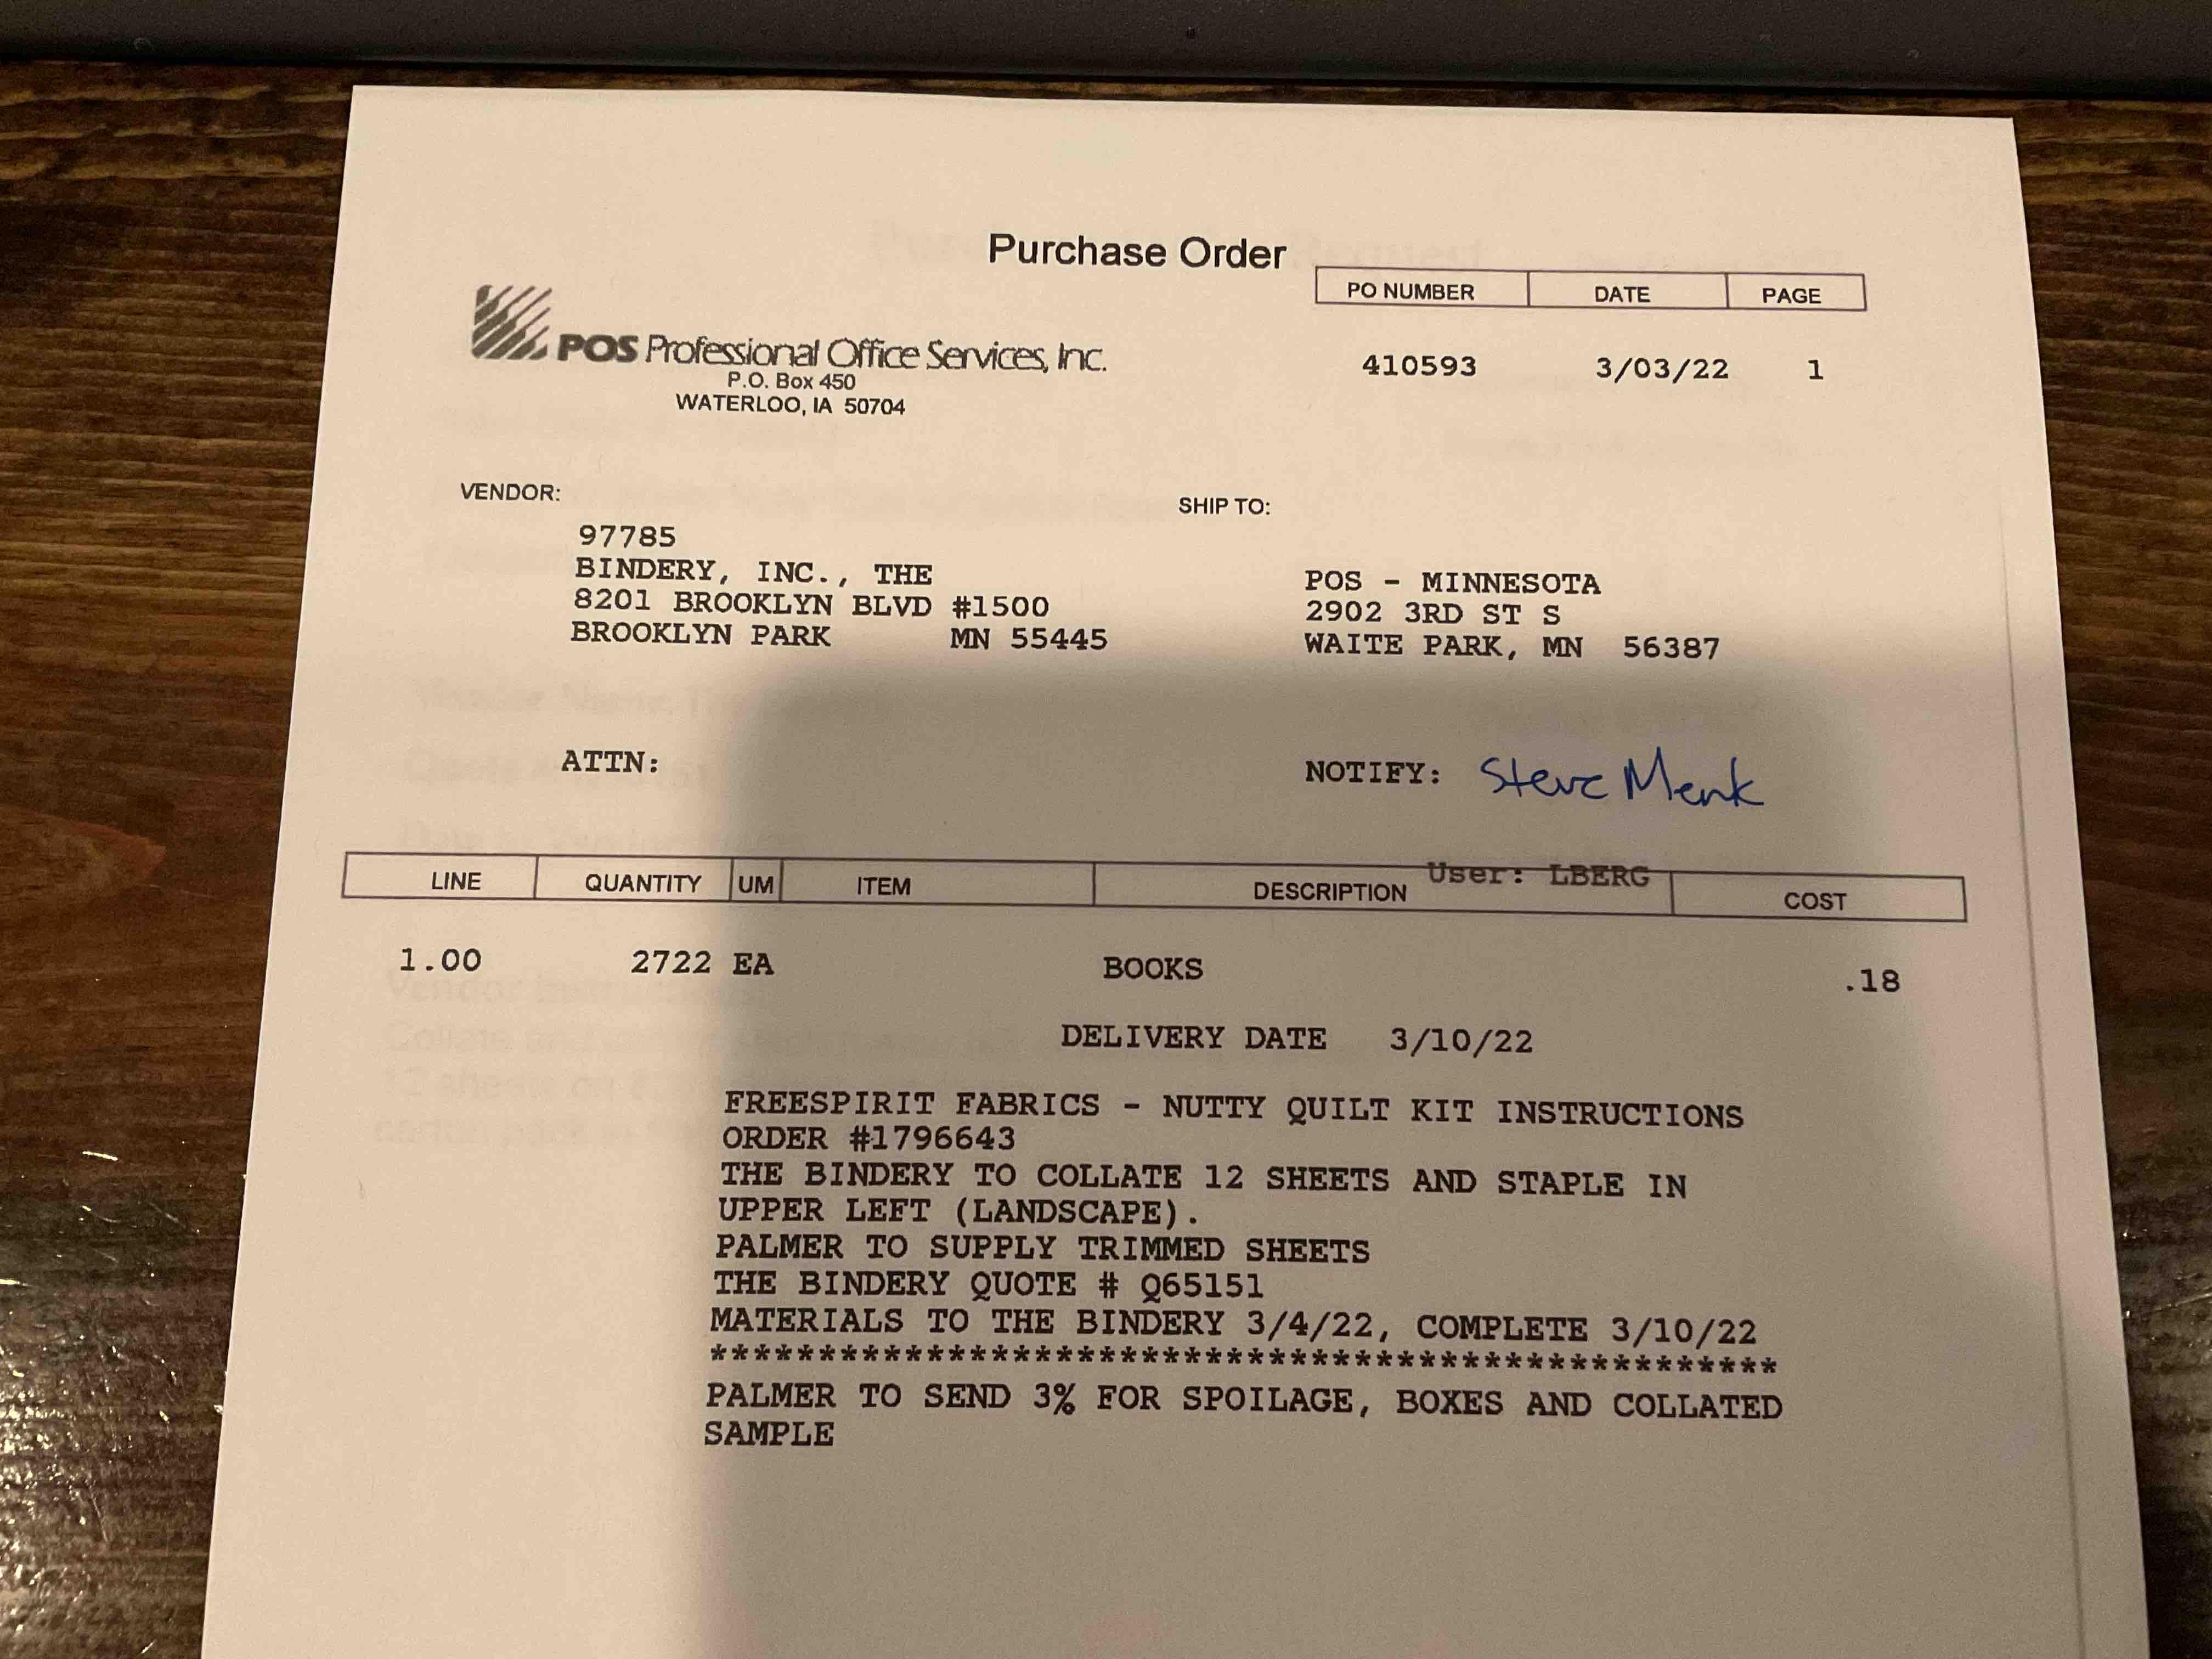 Purchase Order
PO NUMBER DATE PAGE
410593 3/03/22 1
POS Professional Office Services, Inc.
P.O. Box 450
WATERLOO, IA 50704
VENDOR:
97785
BINDERY, INC., THE
8201 BROOKLYN BLVD #1500
BROOKLYN PARK MN 55445
SHIP TO:
POS - MINNESOTA
2902 3RD ST S
WAITE PARK, MN 56387
ATTN:
NOTIFY: Steve Menk
User: LBERG
LINE QUANTITY UM ITEM DESCRIPTION COST
1.00 2722 EA BOOKS .18
DELIVERY DATE 3/10/22
FREESPIRIT FABRICS - NUTTY QUILT KIT INSTRUCTIONS
ORDER #1796643
THE BINDERY TO COLLATE 12 SHEETS AND STAPLE IN
UPPER LEFT (LANDSCAPE).
PALMER TO SUPPLY TRIMMED SHEETS
THE BINDERY QUOTE # Q65151
MATERIALS TO THE BINDERY 3/4/22, COMPLETE 3/10/22
***********************************************************
PALMER TO SEND 3% FOR SPOILAGE, BOXES AND COLLATED
SAMPLE